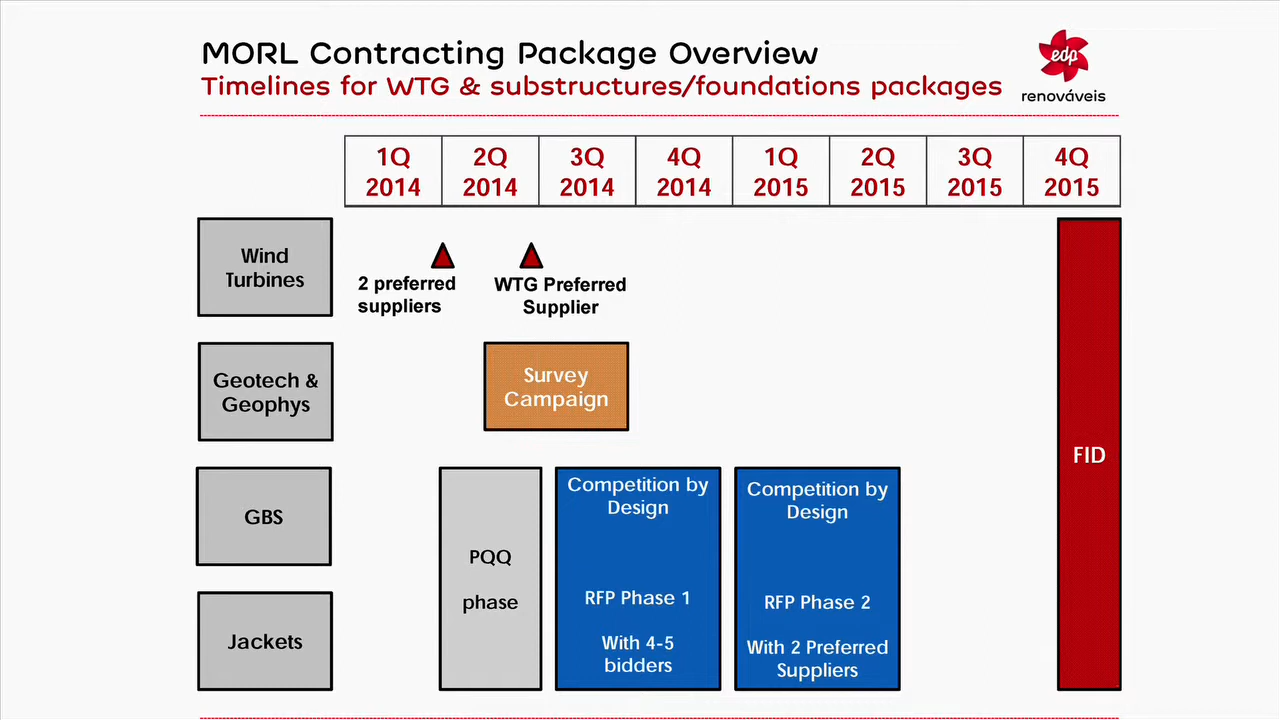 MORL Contracting Package Overview
Timelines for WTG & substructures/foundations packages
edp
renováveis
1Q 2Q 3Q 4Q 1Q 2Q 3Q 4Q
2014 2014 2014 2014 2015 2015 2015 2015
Wind
Turbines
2 preferred
suppliers
WTG Preferred
Supplier
Geotech &
Geophys
Survey
Campaign
GBS
Jackets
PQQ
phase
Competition by
Design
RFP Phase 1
With 4-5
bidders
Competition by
Design
RFP Phase 2
With 2 Preferred
Suppliers
FID